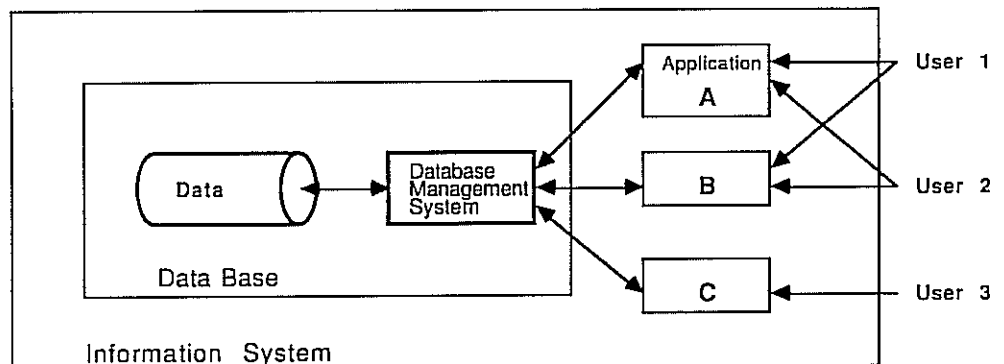 Application
A
User 1
Data
Database
Management
System
B
User 2
Data Base
C
User 3
Information System